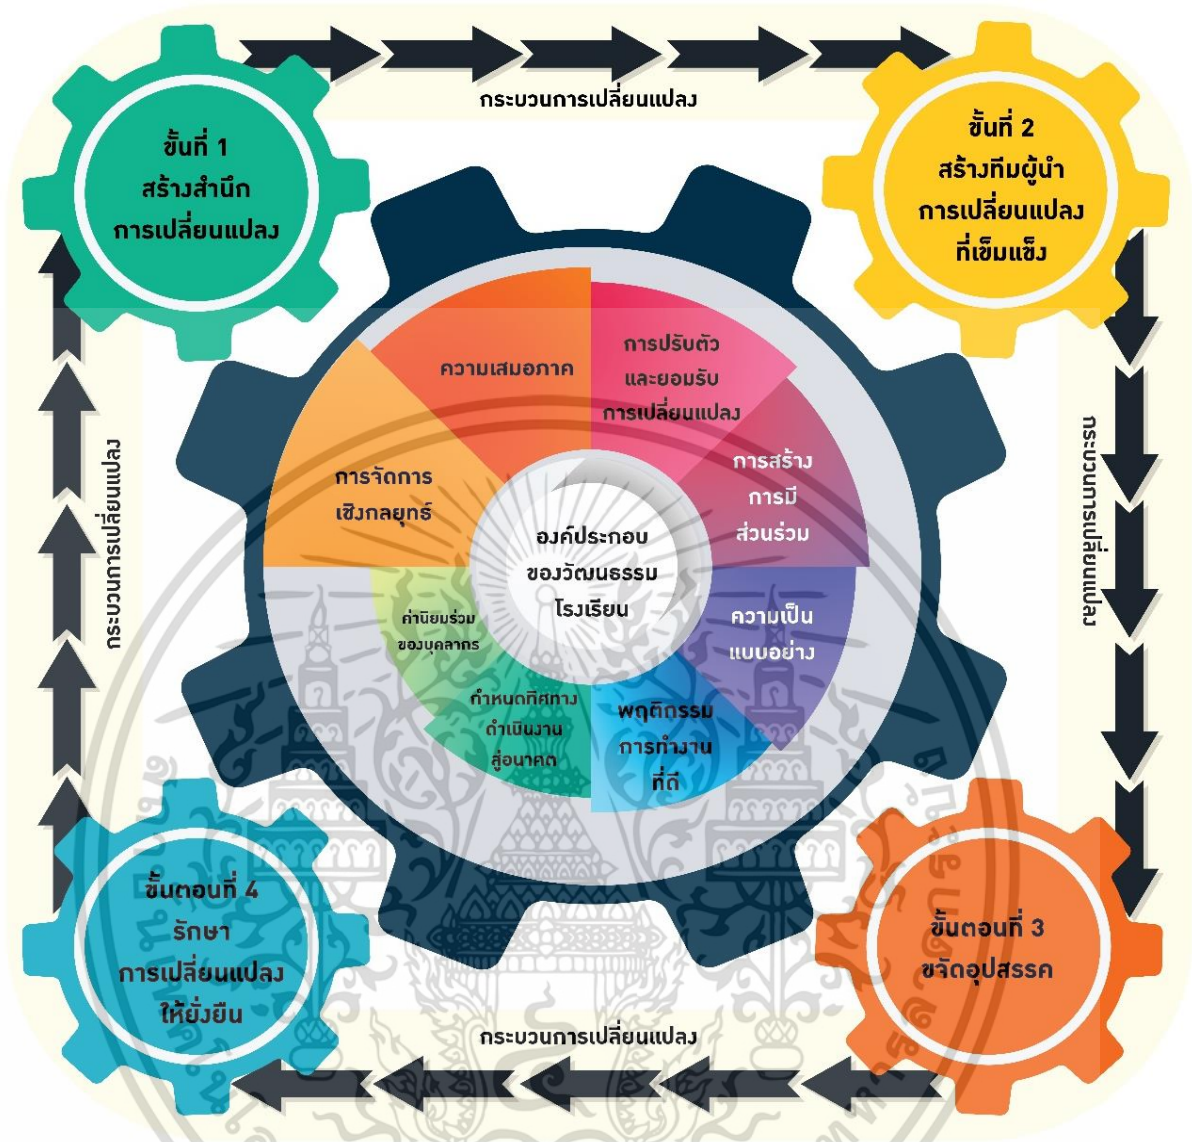 กระบวนการเปลี่ยนแปลง
ขั้นที่ 1
สร้างสำนึก
การเปลี่ยนแปลง
ขั้นที่ 2
สร้างทีมผู้นำ
การเปลี่ยนแปลง
ที่เข้มแข็ง
ความเสมอภาค
การปรับตัว
และยอมรับ
การเปลี่ยนแปลง
การจัดการ
เชิงกลยุทธ์
การสร้าง
การมี
ส่วนร่วม
องค์ประกอบ
ของวัฒนธรรม
โรงเรียน
ค่านิยมร่วม
ของบุคลากร
ความเป็น
แบบอย่าง
กำหนดทิศทาง
ดำเนินงาน
สู่อนาคต
พฤติกรรม
การทำงาน
ที่ดี
กระบวนการเปลี่ยนแปลง
กระบวนการเปลี่ยนแปลง
ขั้นตอนที่ 4
รักษา
การเปลี่ยนแปลง
ให้ยั่งยืน
ขั้นตอนที่ 3
ขจัดอุปสรรค
กระบวนการเปลี่ยนแปลง